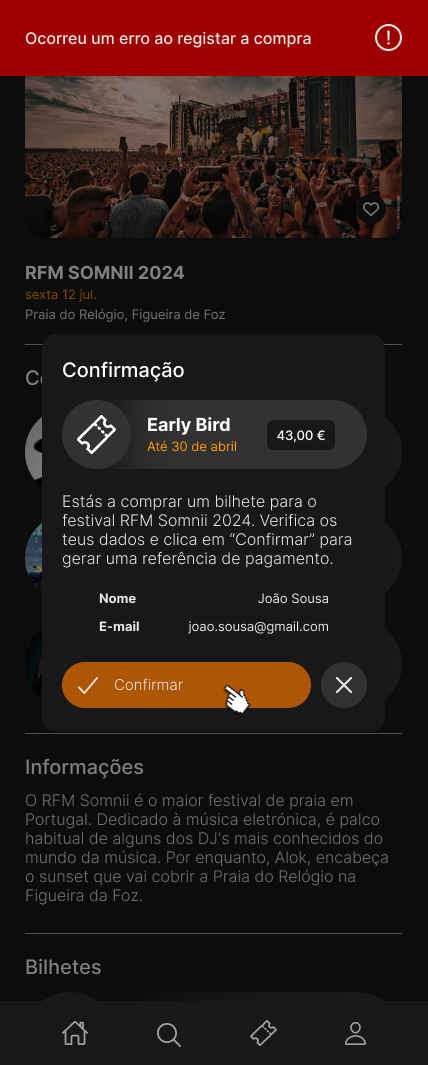 Ocorreu um erro ao registar a compra
RFM SOMNII 2024
sexta 12 jul.
Praia do Relógio, Figueira de Foz
Confirmação
Early Bird
Até 30 de abril
43,00 €
Estás a comprar um bilhete para o
festival RFM Somnii 2024. Verifica os
teus dados e clica em “Confirmar” para
gerar uma referência de pagamento.
Nome João Sousa
E-mail joao.sousa@gmail.com
Confirmar
Informações
O RFM Somnii é o maior festival de praia em
Portugal. Dedicado à música eletrónica, é palco
habitual de alguns dos DJ's mais conhecidos do
mundo da música. Por enquanto, Alok, encabeça
o sunset que vai cobrir a Praia do Relógio na
Figueira da Foz.
Bilhetes